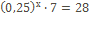 (0,25)ˣ · 7 = 28